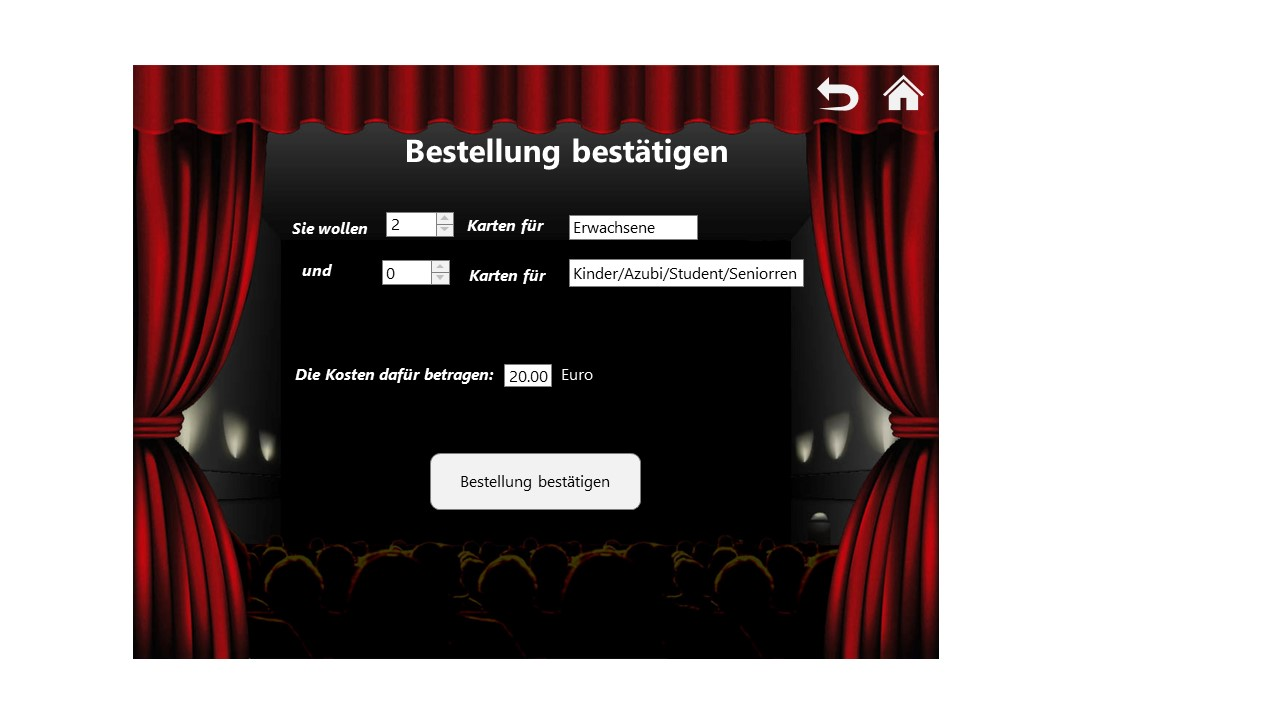 Bestellung bestätigen
Sie wollen 2 Karten für Erwachsene
und 0 Karten für Kinder/Azubi/Student/Seniorren
Die Kosten dafür betragen: 20.00 Euro
Bestellung bestätigen